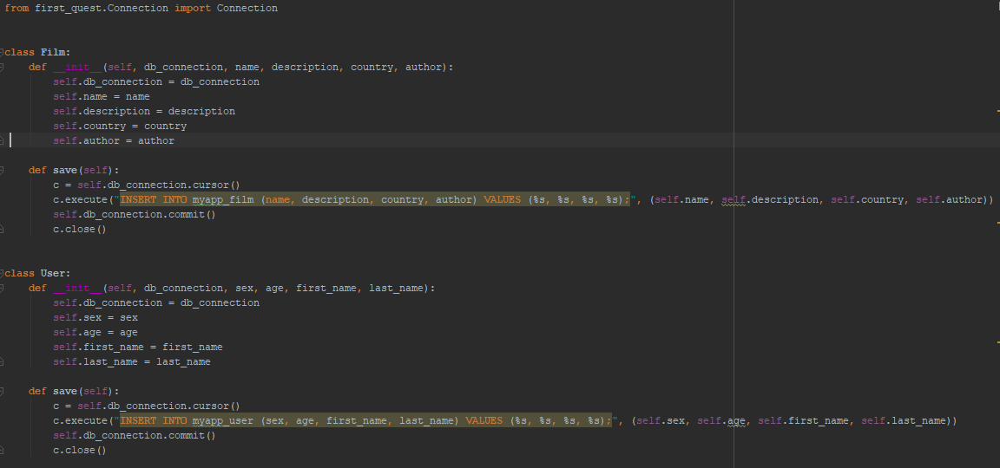 from first_quest.Connection import Connection
class Film:
def __init__(self, db_connection, name, description, country, author):
self.db_connection = db_connection
self.name = name
self.description = description
self.country = country
self.author = author
def save(self):
c = self.db_connection.cursor()
c.execute("INSERT INTO myapp_film (name, description, country, author) VALUES (%s, %s, %s, %s);", (self.name, self.description, self.country, self.author))
self.db_connection.commit()
c.close()
class User:
def __init__(self, db_connection, sex, age, first_name, last_name):
self.db_connection = db_connection
self.sex = sex
self.age = age
self.first_name = first_name
self.last_name = last_name
def save(self):
c = self.db_connection.cursor()
c.execute("INSERT INTO myapp_user (sex, age, first_name, last_name) VALUES (%s, %s, %s, %s);", (self.sex, self.age, self.first_name, self.last_name))
self.db_connection.commit()
c.close()